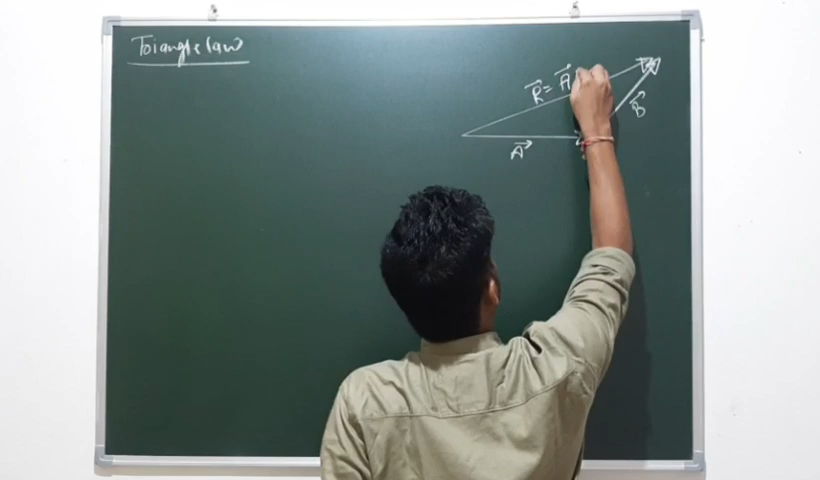 Triangle law
R⃗ = A⃗
B⃗
A⃗